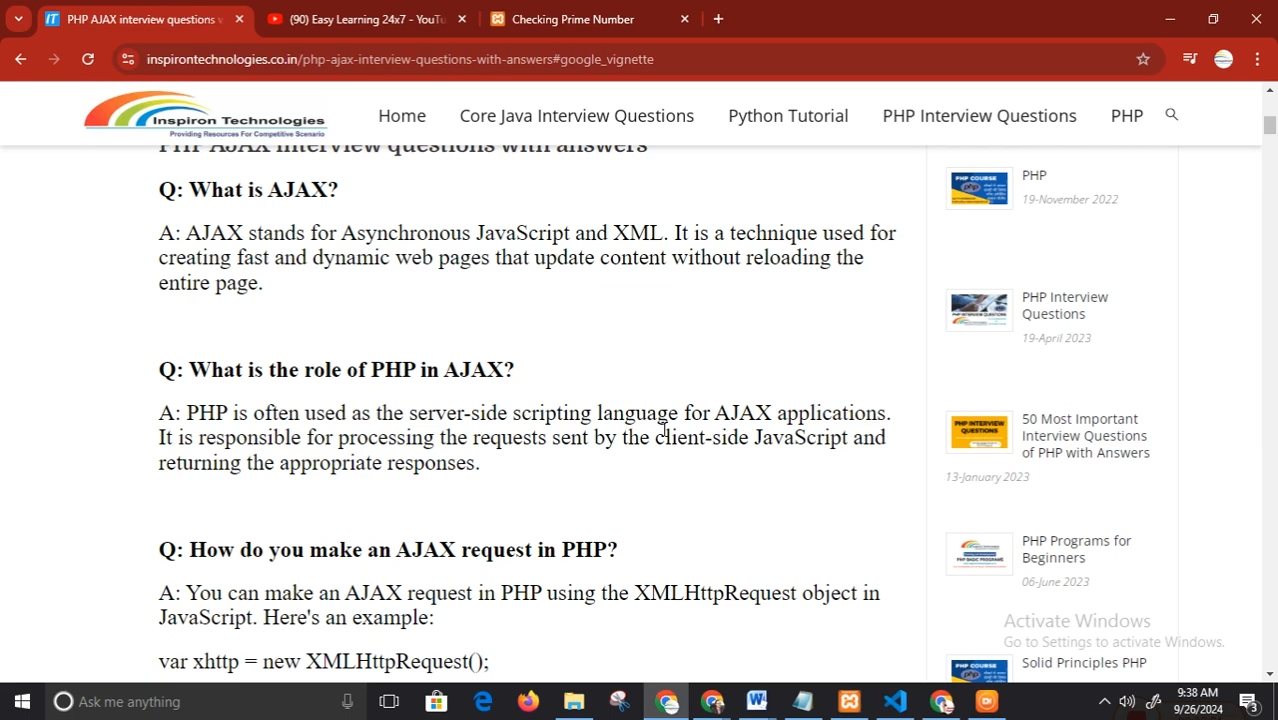 PHP AJAX interview questions v
(90) Easy Learning 24x7 - YouTu
Checking Prime Number
inspirontechnologies.co.in/php-ajax-interview-questions-with-answers#google_vignette
Inspiron Technologies
Providing Resources For Competitive Scenario
Home
Core Java Interview Questions
Python Tutorial
PHP Interview Questions
PHP
PHP AJAX interview questions with answers
Q: What is AJAX?
A: AJAX stands for Asynchronous JavaScript and XML. It is a technique used for
creating fast and dynamic web pages that update content without reloading the
entire page.
Q: What is the role of PHP in AJAX?
A: PHP is often used as the server-side scripting language for AJAX applications.
It is responsible for processing the requests sent by the client-side JavaScript and
returning the appropriate responses.
Q: How do you make an AJAX request in PHP?
A: You can make an AJAX request in PHP using the XMLHttpRequest object in
JavaScript. Here's an example:
var xhttp = new XMLHttpRequest();
PHP COURSE
PHP
19-November 2022
PHP Interview
Questions
19-April 2023
PHP INTERVIEW
QUESTIONS
50 Most Important
Interview Questions
of PHP with Answers
13-January 2023
PHP Programs for
Beginners
06-June 2023
PHP COURSE
Solid Principles PHP
Activate Windows
Go to Settings to activate Windows.
Ask me anything
9:38 AM
9/26/2024
3